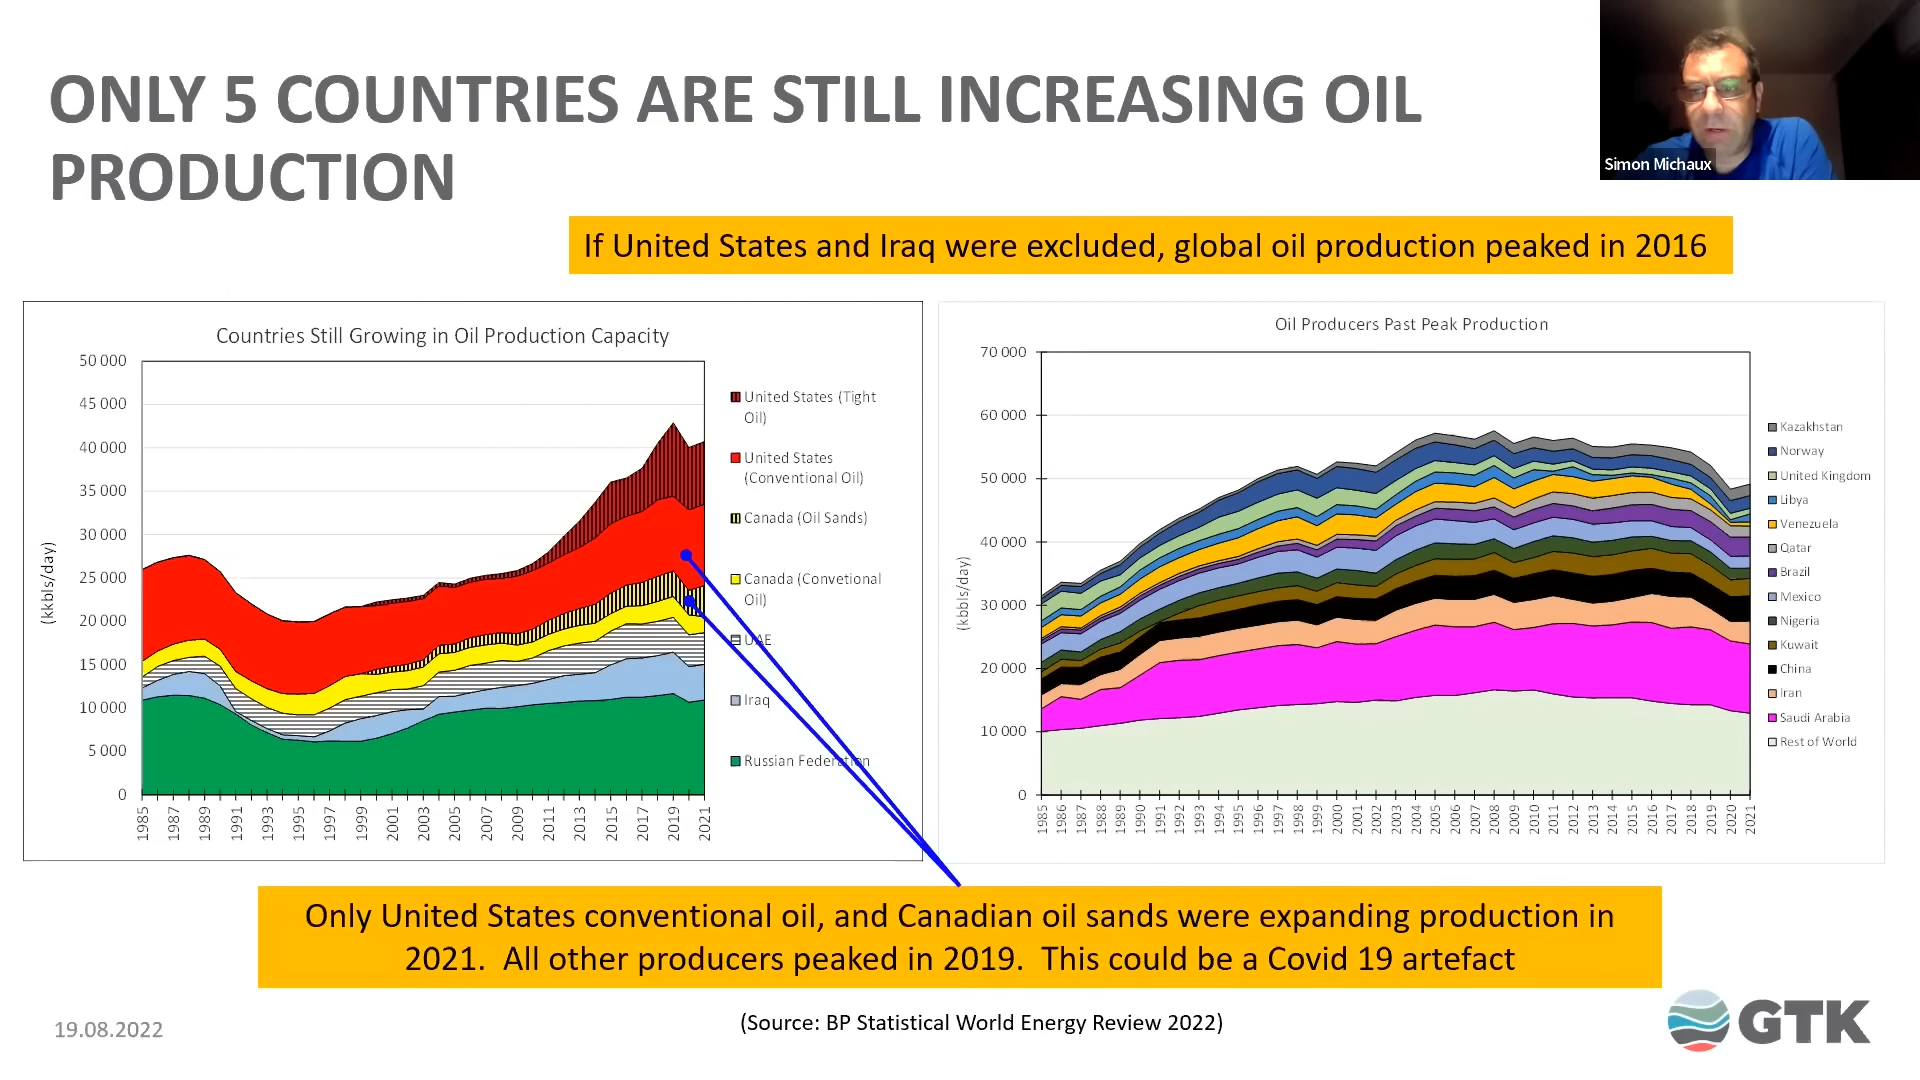 ONLY 5 COUNTRIES ARE STILL INCREASING OIL
PRODUCTION
Simon Michaux
If United States and Iraq were excluded, global oil production peaked in 2016
Countries Still Growing in Oil Production Capacity
(kkbls/day)
50 000
45 000
40 000
35 000
30 000
25 000
20 000
15 000
10 000
5 000
0
1985
1987
1989
1991
1993
1995
1997
1999
2001
2003
2005
2007
2009
2011
2013
2015
2017
2019
2021
United States (Tight
Oil)
United States
(Conventional Oil)
Canada (Oil Sands)
Canada (Convetional
Oil)
UAE
Iraq
Russian Federation
Oil Producers Past Peak Production
(kbbls/day)
70 000
60 000
50 000
40 000
30 000
20 000
10 000
0
1985
1986
1987
1988
1989
1990
1991
1992
1993
1994
1995
1996
1997
1998
1999
2000
2001
2002
2003
2004
2005
2006
2007
2008
2009
2010
2011
2012
2013
2014
2015
2016
2017
2018
2019
2020
2021
Kazakhstan
Norway
United Kingdom
Libya
Venezuela
Qatar
Brazil
Mexico
Nigeria
Kuwait
China
Iran
Saudi Arabia
Rest of World
Only United States conventional oil, and Canadian oil sands were expanding production in
2021. All other producers peaked in 2019. This could be a Covid 19 artefact
19.08.2022
(Source: BP Statistical World Energy Review 2022)
GTK